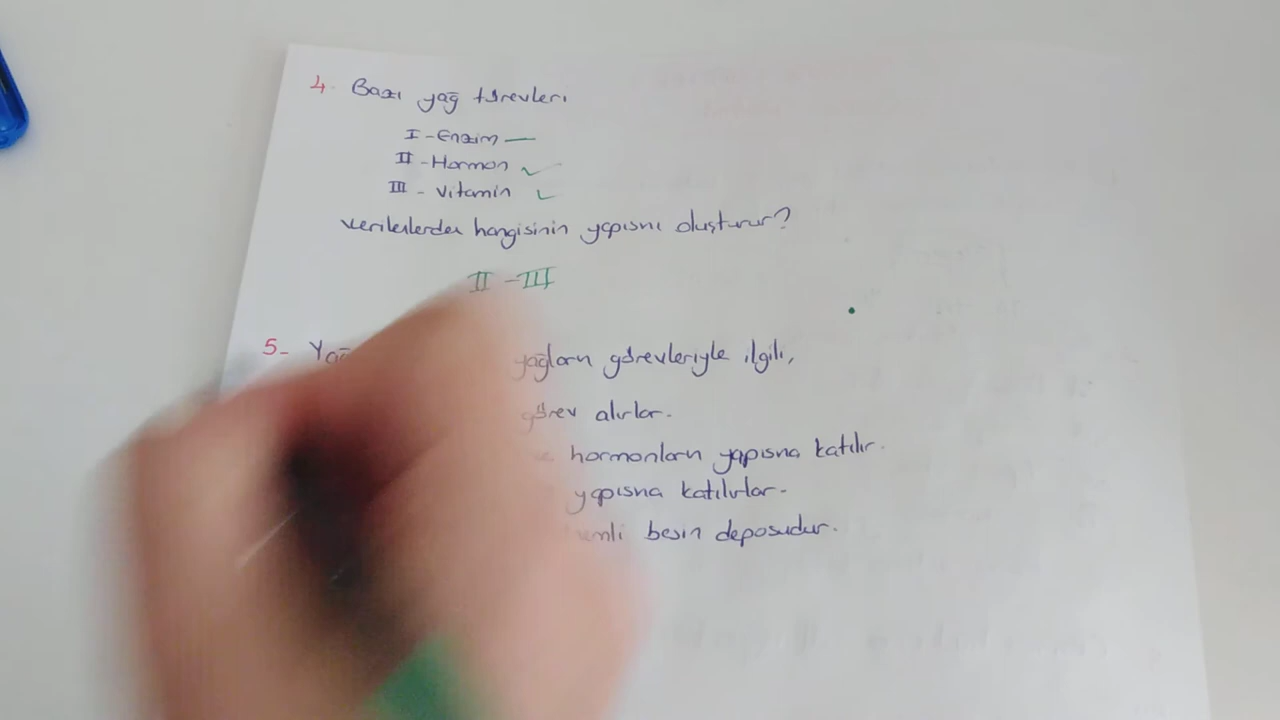 4. Bazı yağ türevleri
I - Enzim —
II - Hormon ✓
III - Vitamin ✓
verilenlerden hangisinin yapısını oluşturur?
II - III
5- yağların görevleriyle ilgili,
görev alırlar.
hormonların yapısına katılır.
yapısına katılırlar.
besin deposudur.